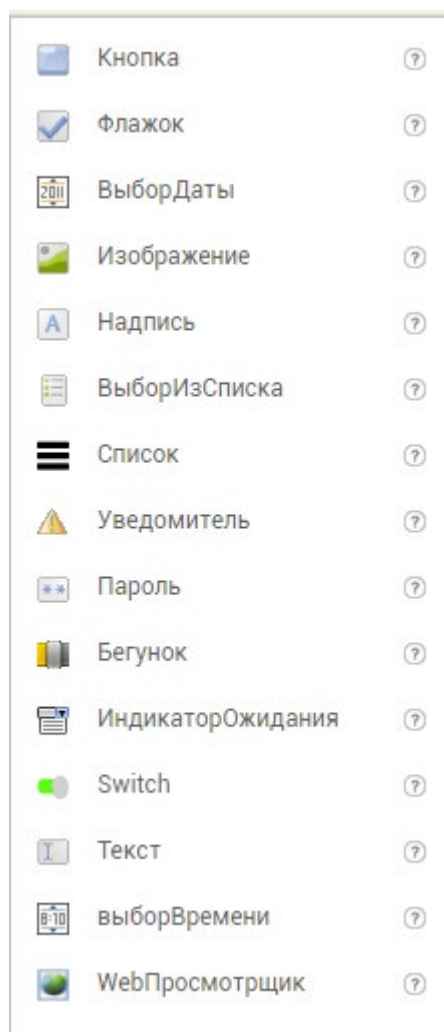 Кнопка
Флажок
ВыборДаты
Изображение
Надпись
ВыборИзСписка
Список
Уведомитель
Пароль
Бегунок
ИндикаторОжидания
Switch
Текст
выборВремени
WebПросмотрщик